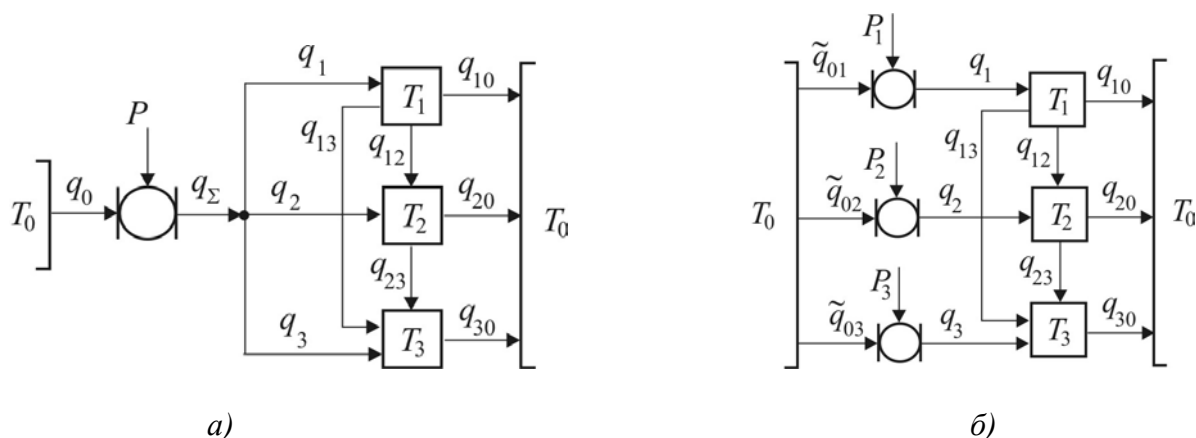 q₁ T₁ q₁₀
P q₁₃ q₁₂
T₀ q₀ q_Σ q₂ T₂ q₂₀ T₀
q₂₃
q₃ T₃ q₃₀
а)
P₁
q̃₀₁ q₁ T₁ q₁₀
P₂ q₁₃ q₁₂
T₀ q̃₀₂ q₂ T₂ q₂₀ T₀
P₃ q₂₃
q̃₀₃ q₃ T₃ q₃₀
б)